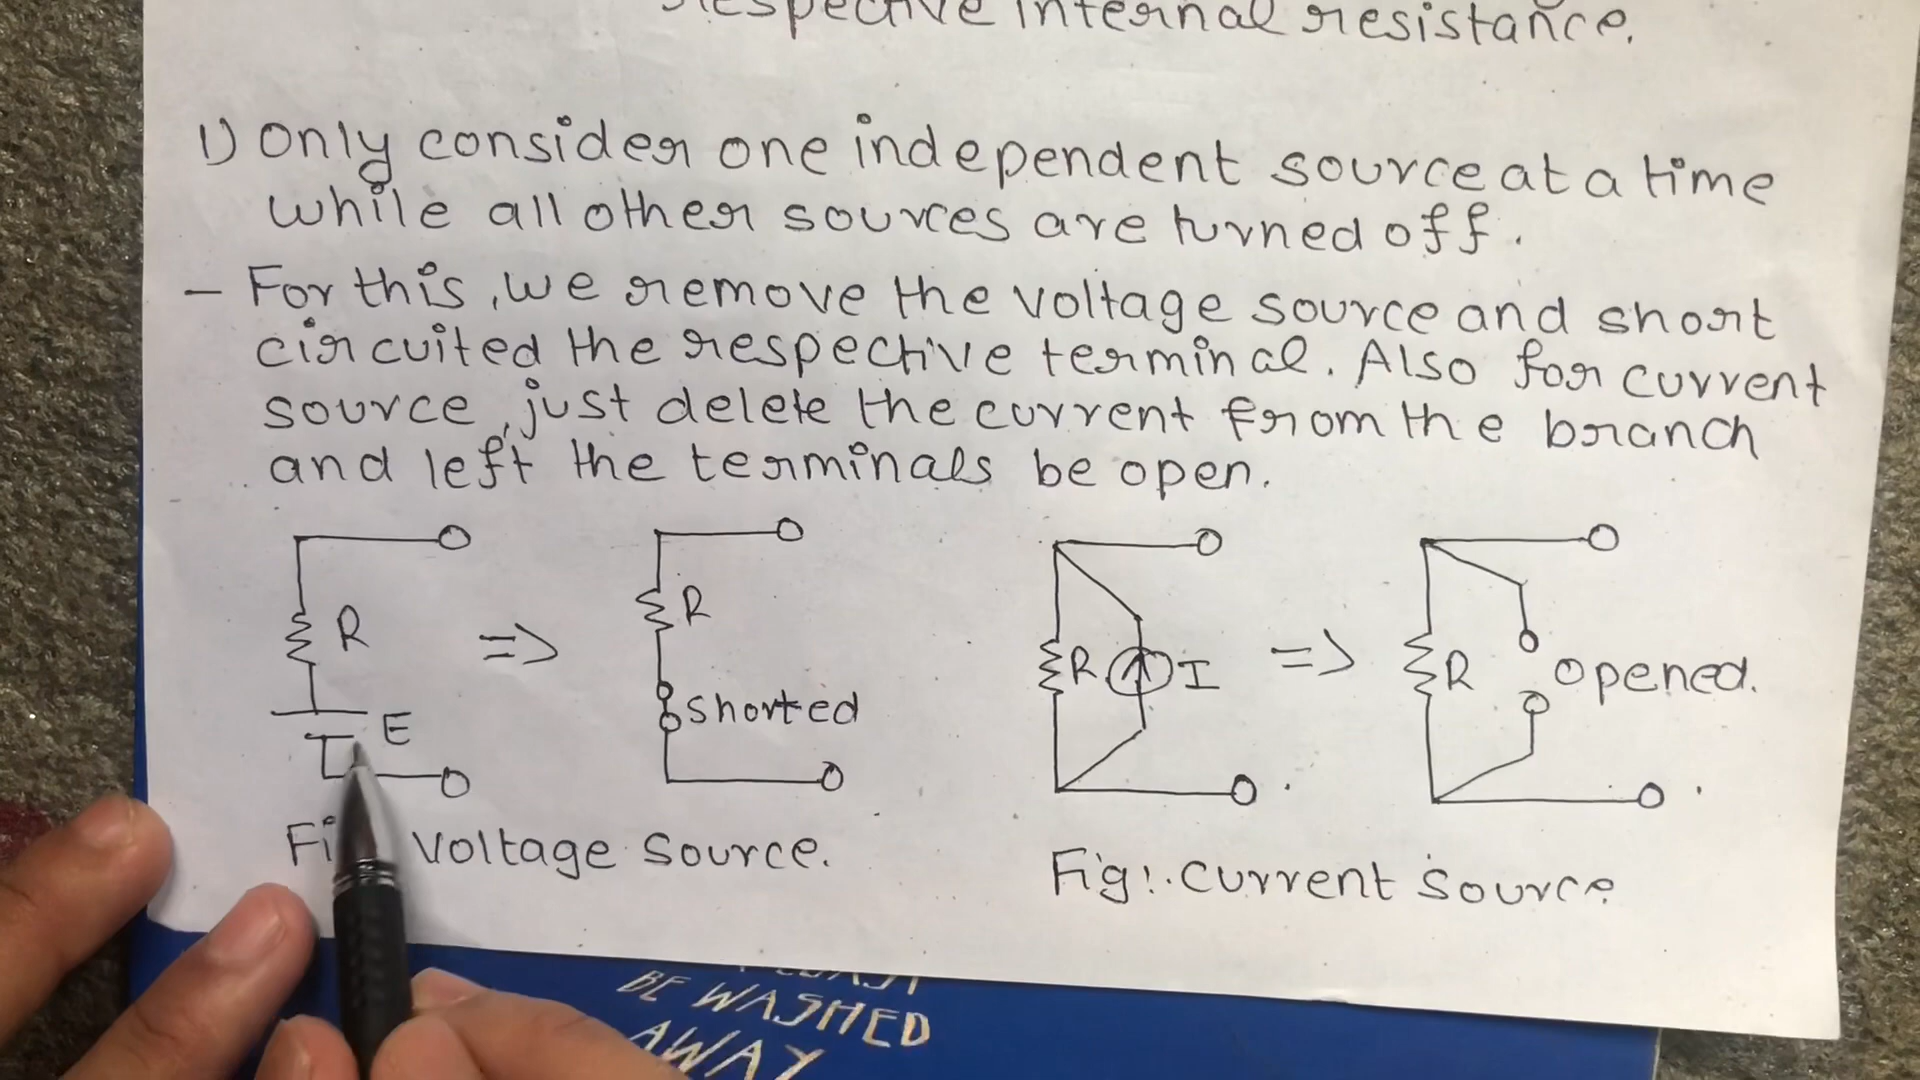 respective internal resistance.
1) Only consider one independent source at a time
while all other sources are turned off.
- For this, we remove the voltage source and short
circuited the respective terminal. Also for current
source, just delete the current from the branch
and left the terminals be open.
R
E
=>
R
shorted
R
I
=>
R
opened.
Fi Voltage Source.
Fig:. Current Source
BE WASHED
AWAY